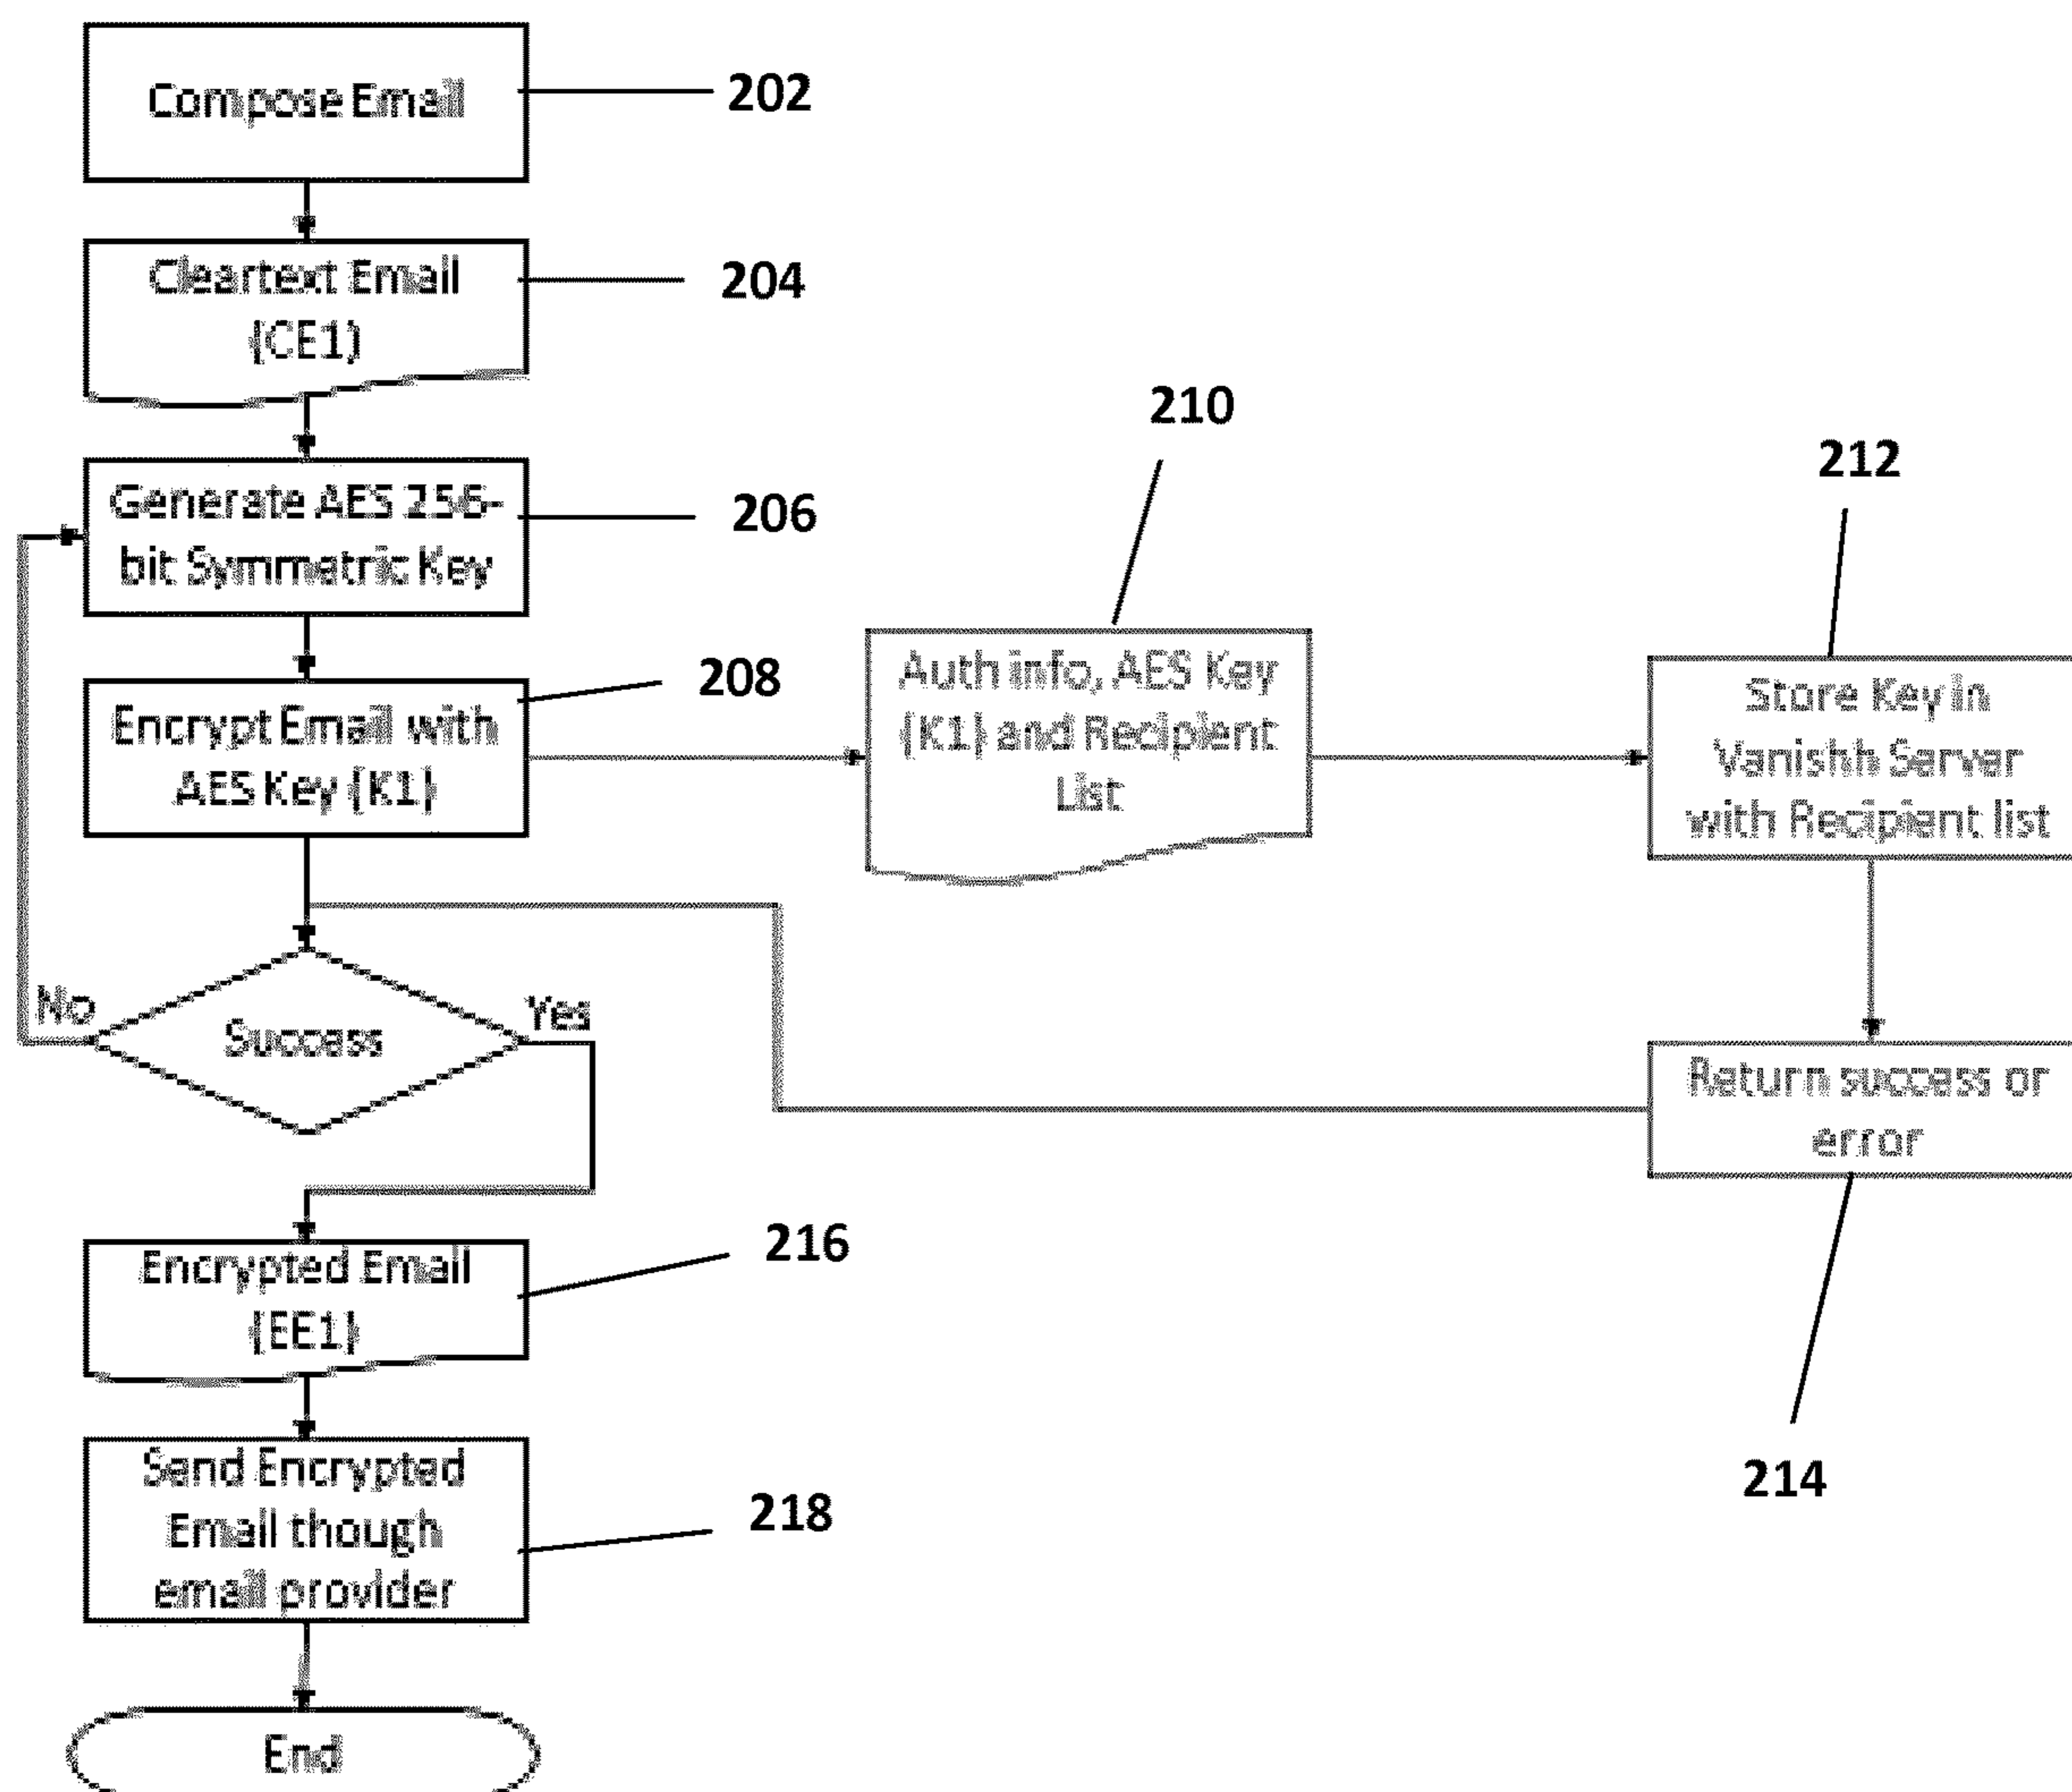 Compose Email
202
Cleartext Email
(CE1)
204
Generate AES 256-
bit Symmetric Key
206
Encrypt Email with
AES Key (K1)
208
210
Auth info, AES Key
(K1) and Recipient
List
212
Store Key in
Vanishh Server
with Recipient list
No
Success
Yes
Return success or
error
214
Encrypted Email
(EE1)
216
Send Encrypted
Email though
email provider
218
End